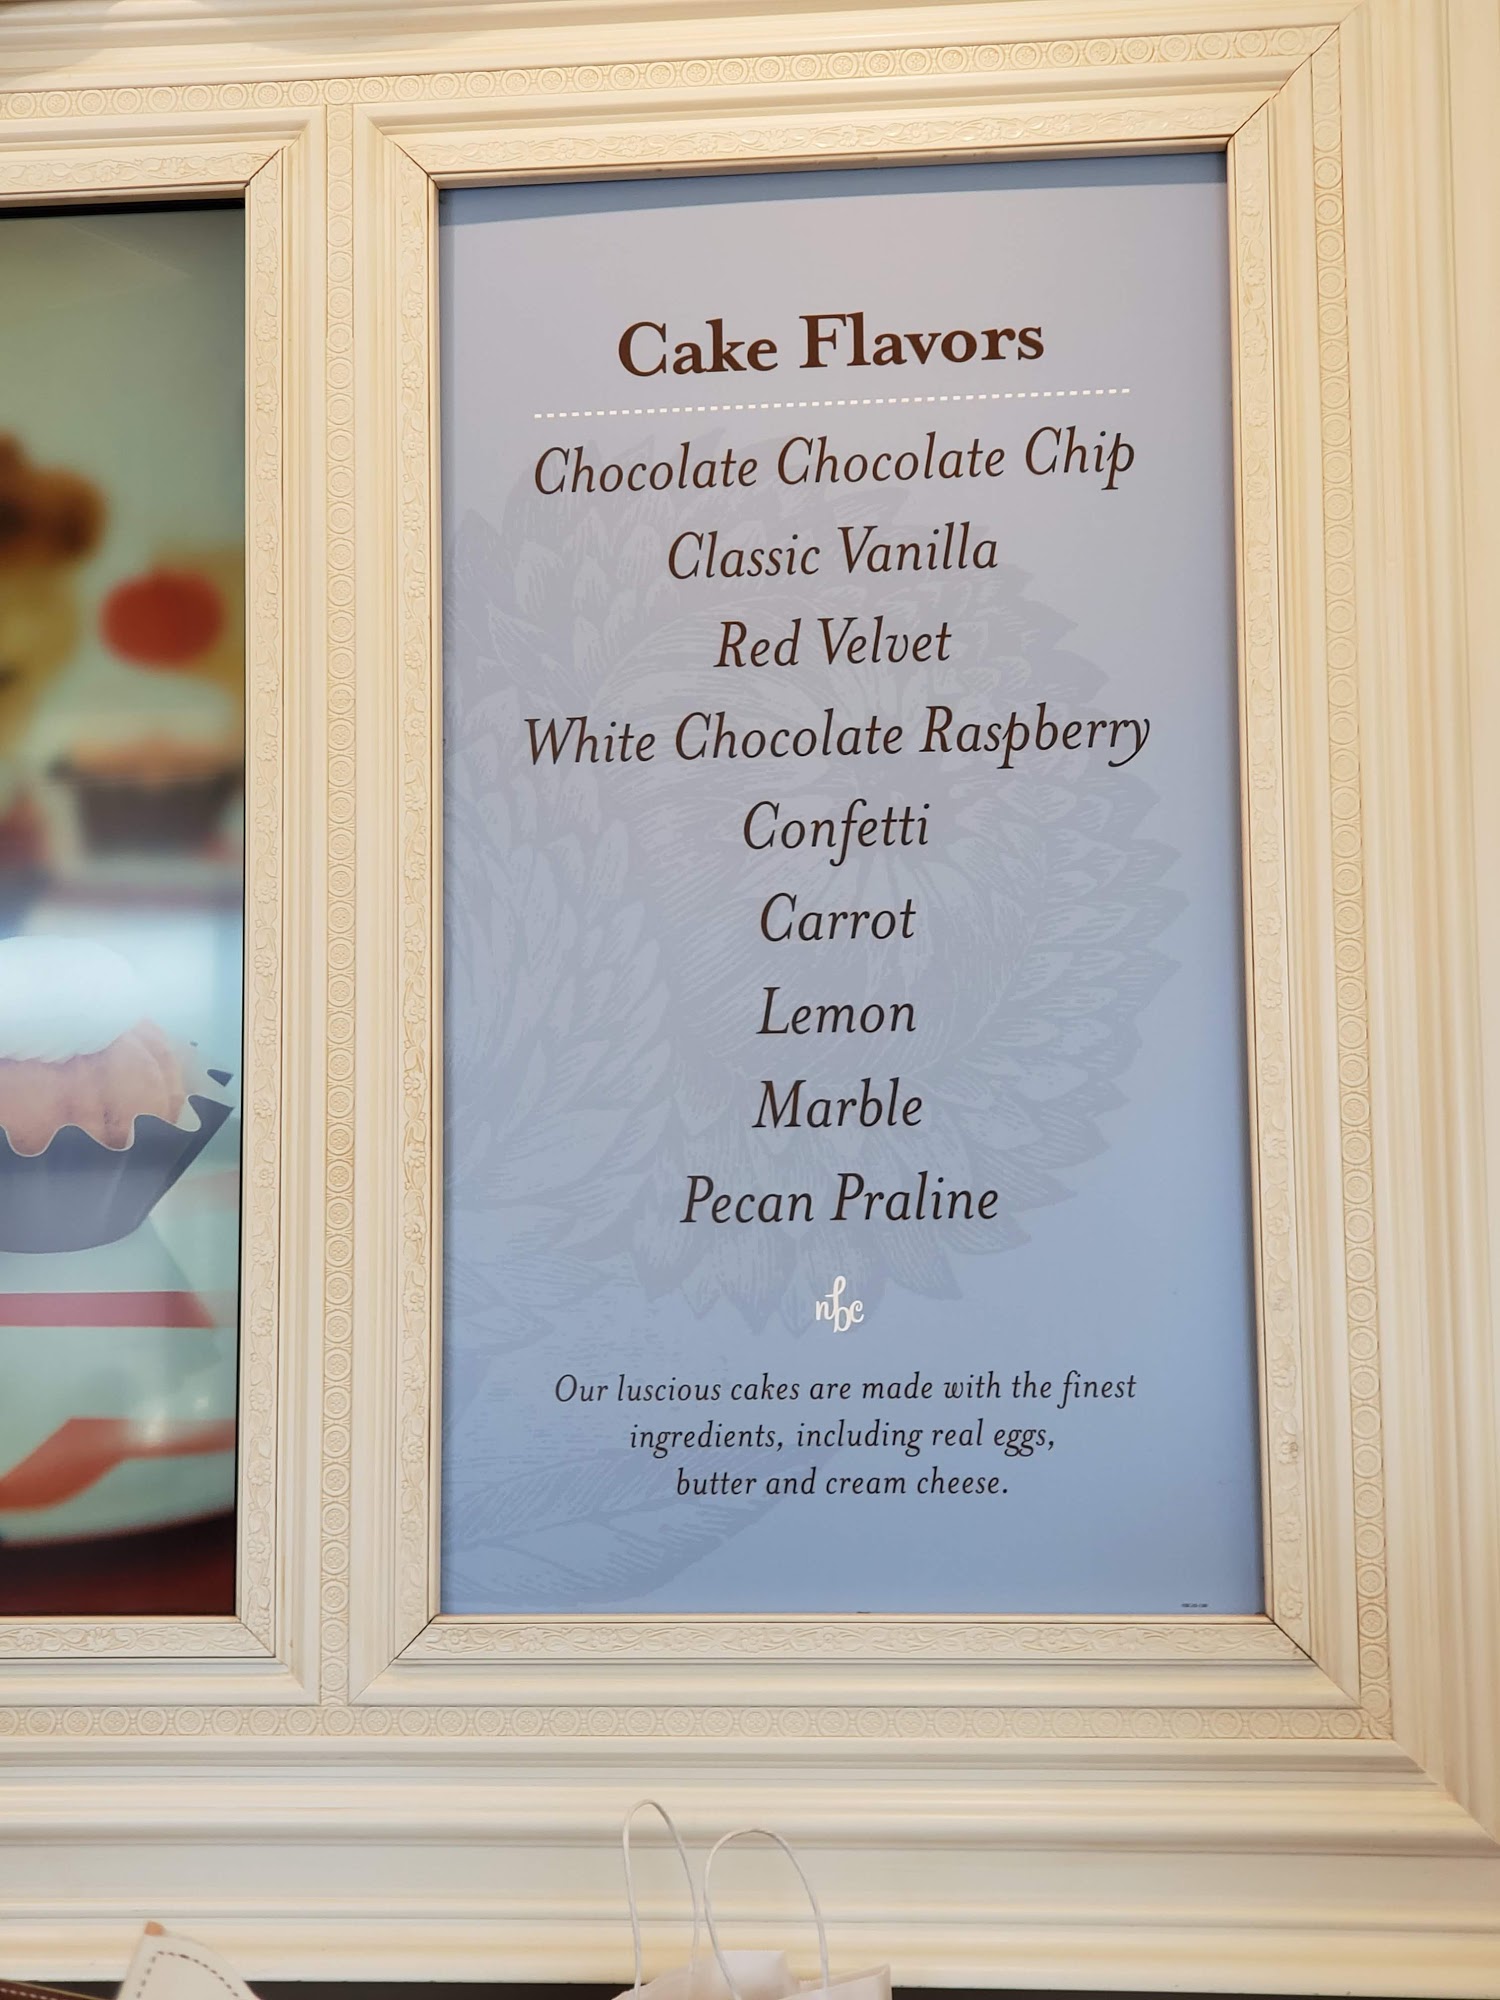 Cake Flavors
Chocolate Chocolate Chip
Classic Vanilla
Red Velvet
White Chocolate Raspberry
Confetti
Carrot
Lemon
Marble
Pecan Praline
nbc
Our luscious cakes are made with the finest
ingredients, including real eggs,
butter and cream cheese.